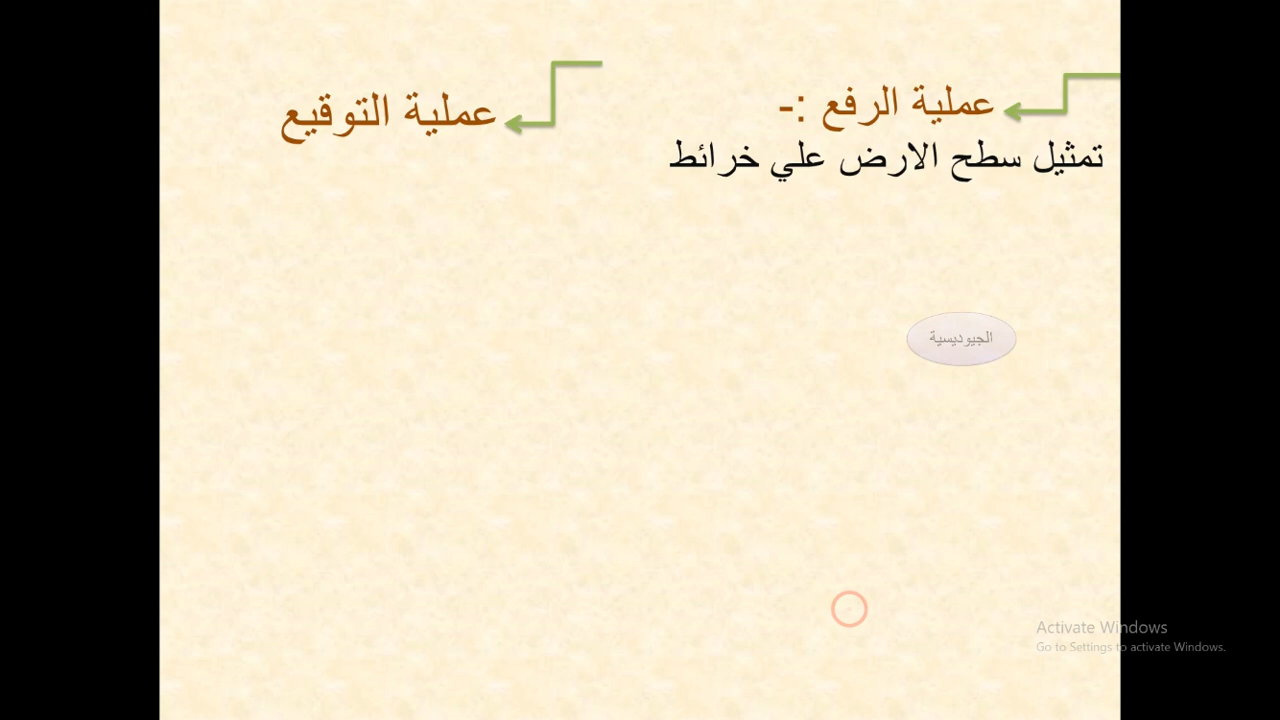 عملية الرفع :-
تمثيل سطح الارض علي خرائط
عملية التوقيع
الجيوديسية
Activate Windows
Go to Settings to activate Windows.